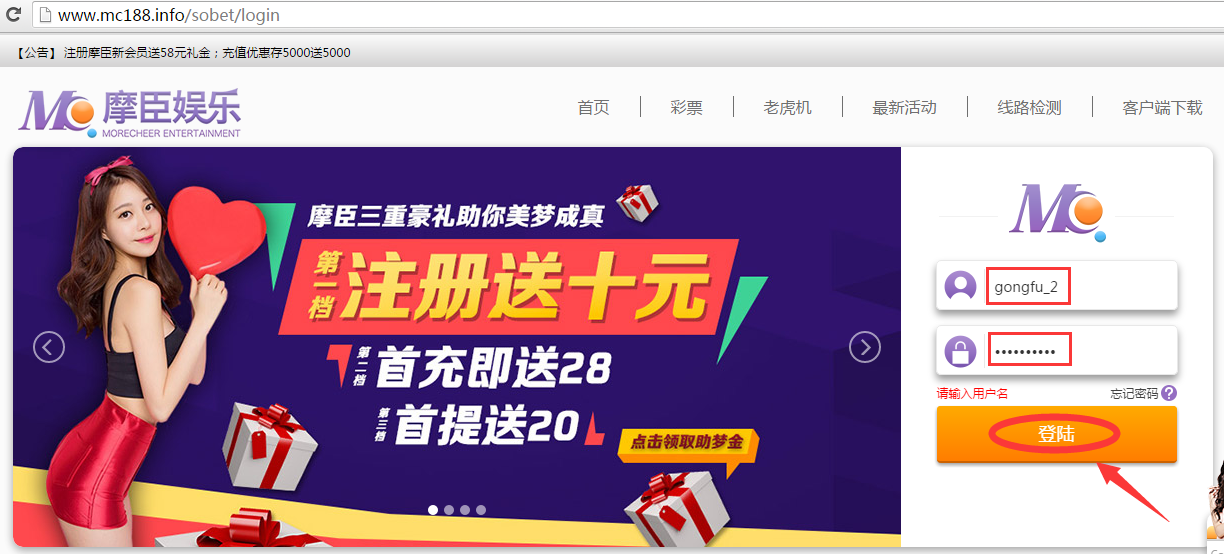 www.mc188.info/sobet/login
【公告】 注册摩臣新会员送58元礼金；充值优惠存5000送5000
MC 摩臣娱乐
MORECHEER ENTERTAINMENT
首页 彩票 老虎机 最新活动 线路检测 客户端下载
摩臣三重豪礼助你美梦成真
第一档 注册送十元
第二档 首充即送28
第三档 首提送20
点击领取助梦金
MC
gongfu_2
••••••••••
请输入用户名 忘记密码 ?
登陆